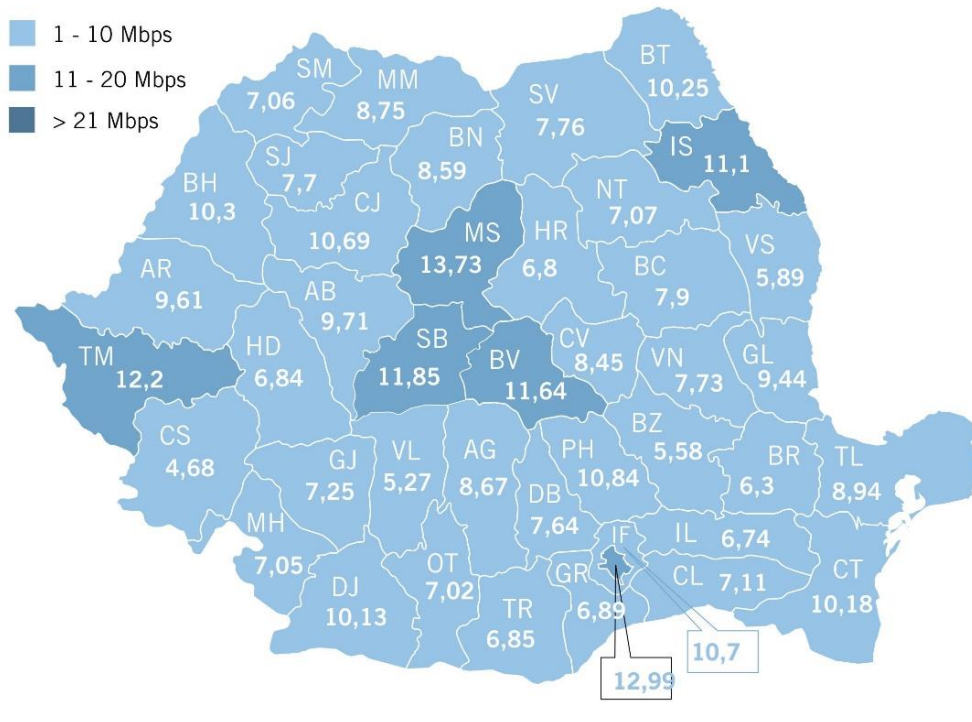 1 - 10 Mbps
11 - 20 Mbps
> 21 Mbps
SM
7,06
MM
8,75
SV
7,76
BT
10,25
IS
11,1
BN
8,59
SJ
7,7
BH
10,3
CJ
10,69
MS
13,73
HR
6,8
NT
7,07
BC
7,9
VS
5,89
AR
9,61
AB
9,71
TM
12,2
HD
6,84
SB
11,85
BV
11,64
CV
8,45
VN
7,73
GL
9,44
CS
4,68
GJ
7,25
VL
5,27
AG
8,67
PH
10,84
BZ
5,58
BR
6,3
TL
8,94
DB
7,64
MH
7,05
DJ
10,13
OT
7,02
TR
6,85
GR
6,89
IF
IL
6,74
CL
7,11
CT
10,18
10,7
12,99